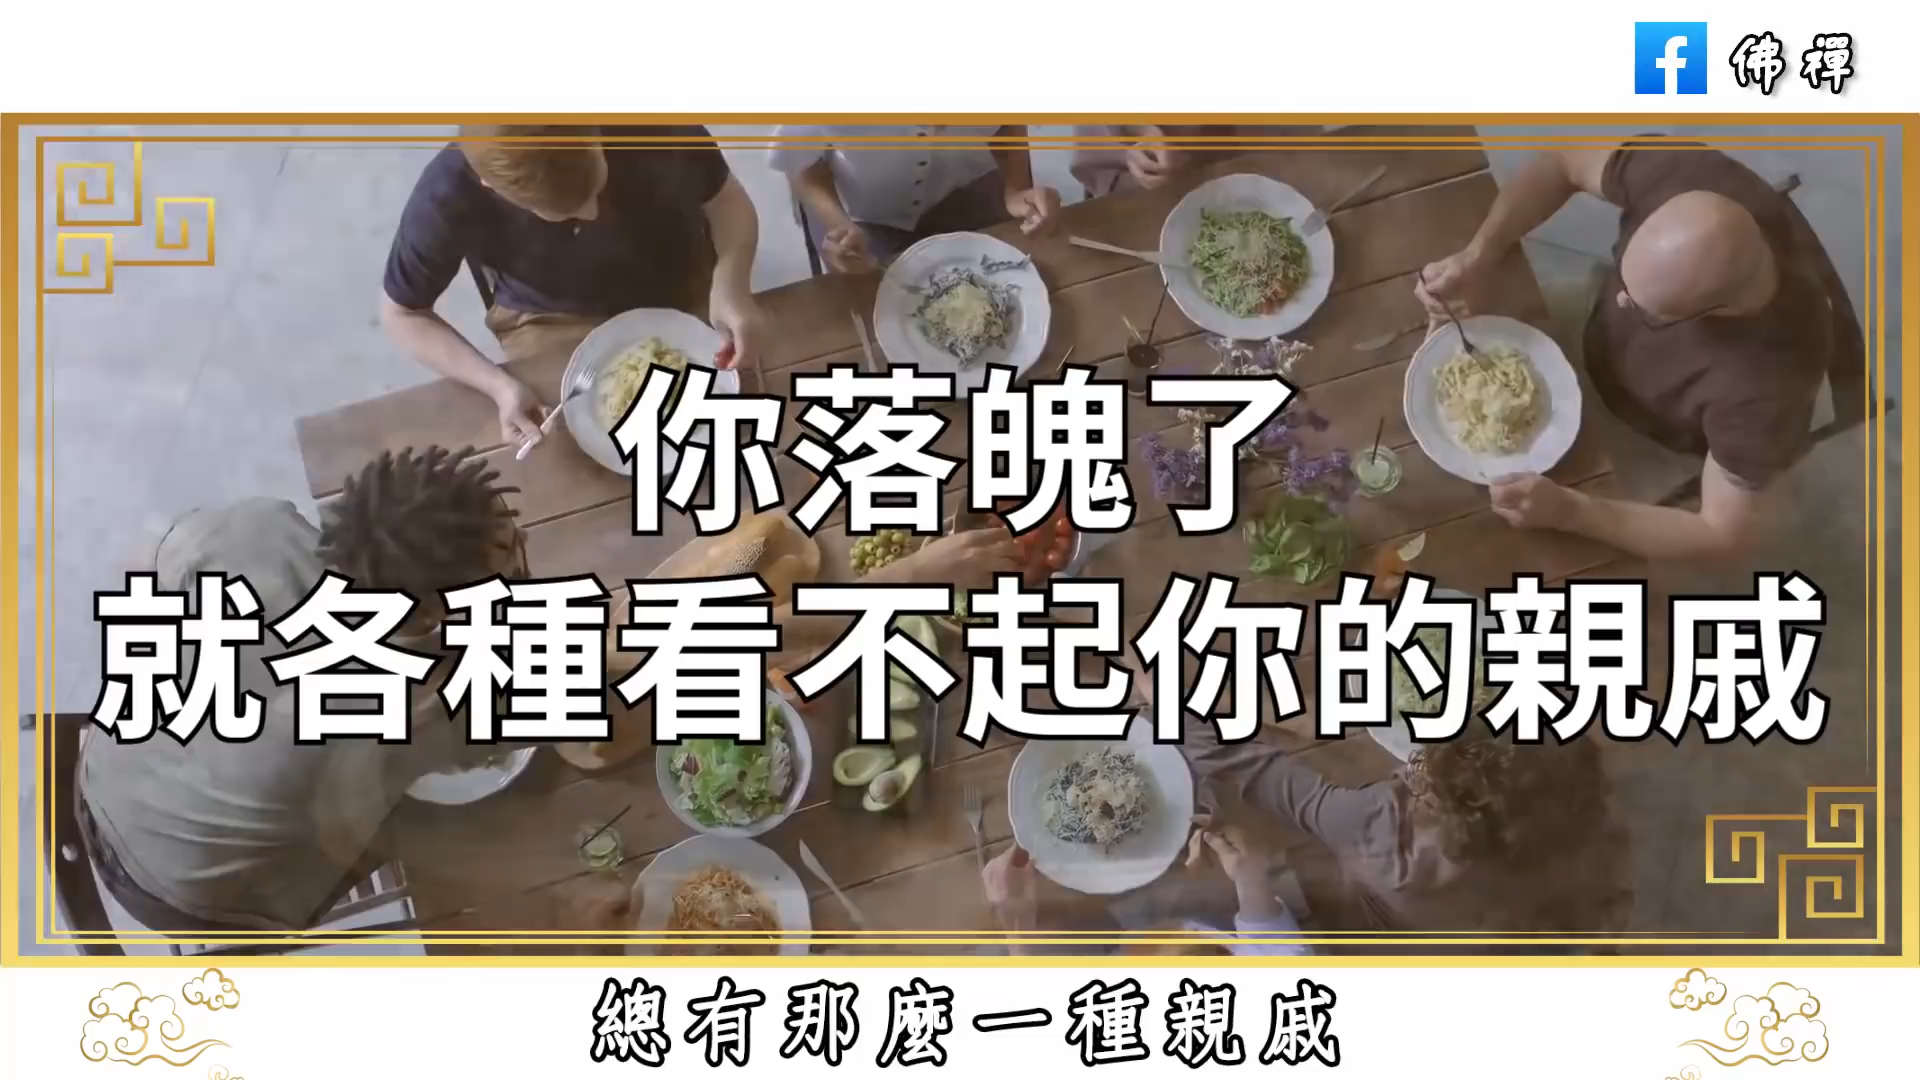 佛禪
你落魄了
就各種看不起你的親戚
總有那麼一種親戚